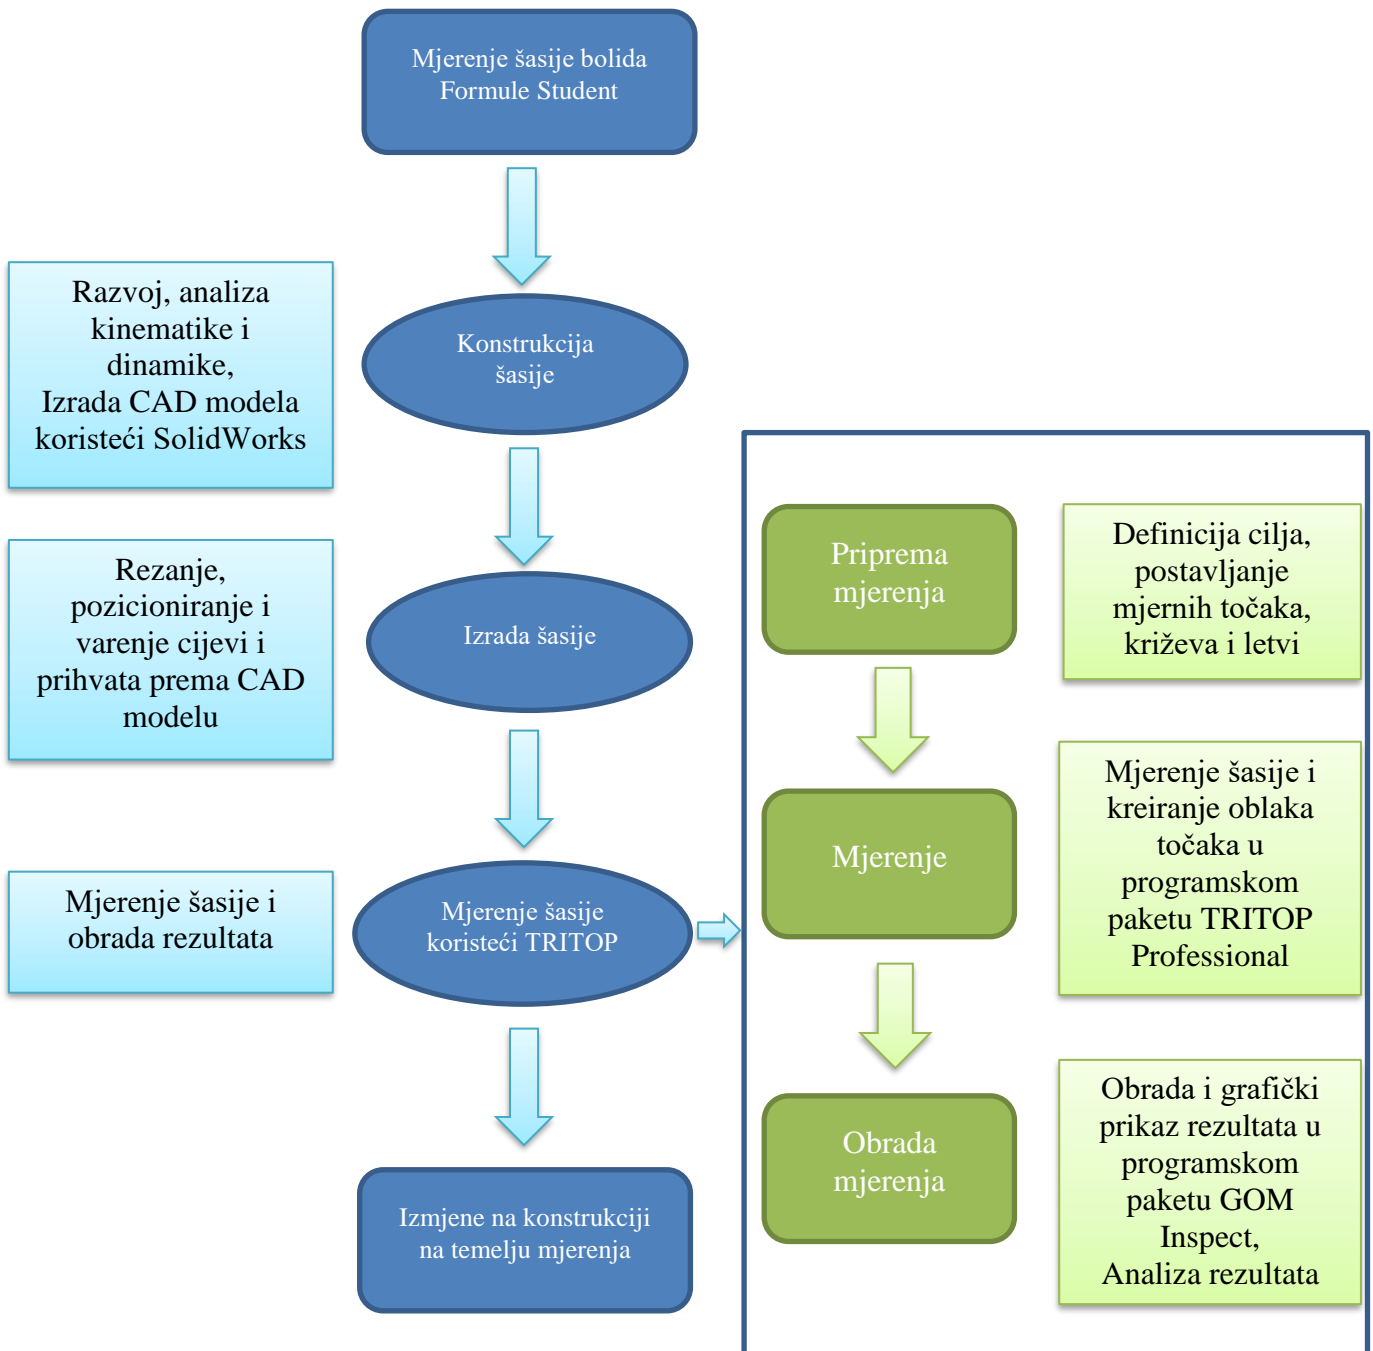 Mjerenje šasije bolida
Formule Student
Razvoj, analiza
kinematike i
dinamike,
Izrada CAD modela
koristeći SolidWorks
Konstrukcija
šasije
Rezanje,
pozicioniranje i
varenje cijevi i
prihvata prema CAD
modelu
Izrada šasije
Mjerenje šasije i
obrada rezultata
Mjerenje šasije
koristeći TRITOP
Izmjene na konstrukciji
na temelju mjerenja
Priprema
mjerenja
Definicija cilja,
postavljanje
mjernih točaka,
križeva i letvi
Mjerenje
Mjerenje šasije i
kreiranje oblaka
točaka u
programskom
paketu TRITOP
Professional
Obrada
mjerenja
Obrada i grafički
prikaz rezultata u
programskom
paketu GOM
Inspect,
Analiza rezultata